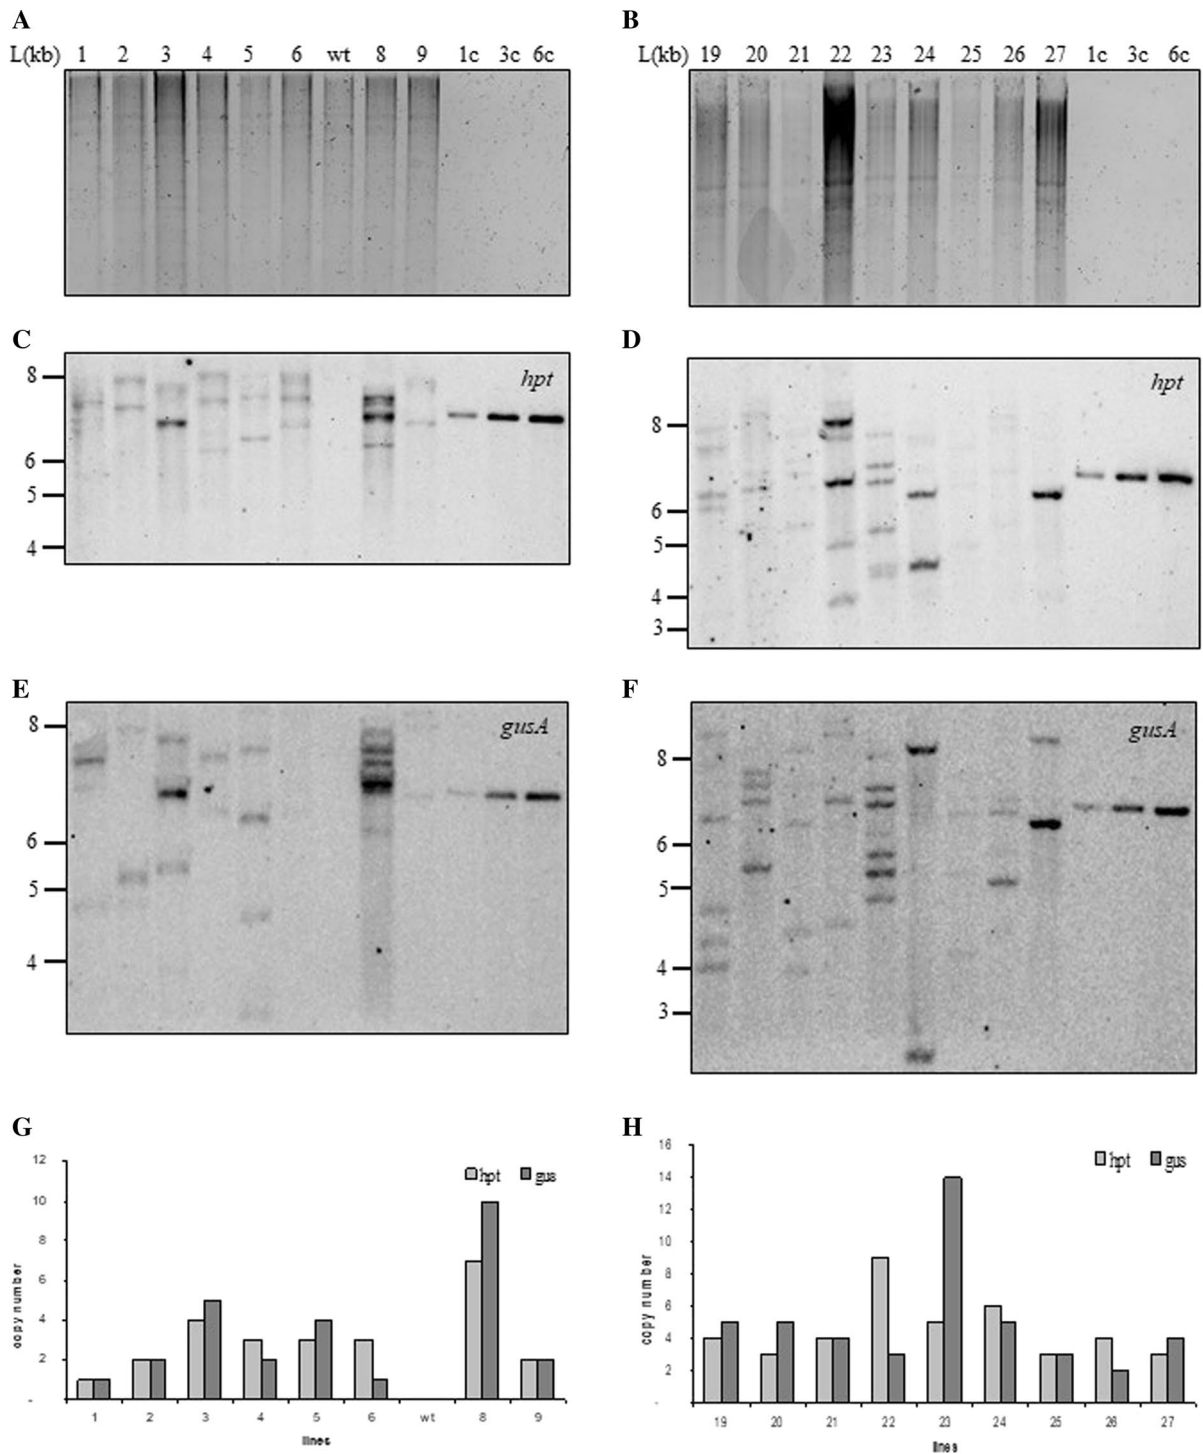 A
L(kb) 1 2 3 4 5 6 wt 8 9 1c 3c 6c
B
L(kb) 19 20 21 22 23 24 25 26 27 1c 3c 6c
C
hpt
8
6
5
4
D
hpt
8
6
5
4
3
E
gusA
8
6
5
4
F
gusA
8
6
5
4
3
G
hpt gus
copy number
12
10
8
6
4
2
-
1 2 3 4 5 6 wt 8 9
lines
H
hpt gus
copy number
16
14
12
10
8
6
4
2
-
19 20 21 22 23 24 25 26 27
lines